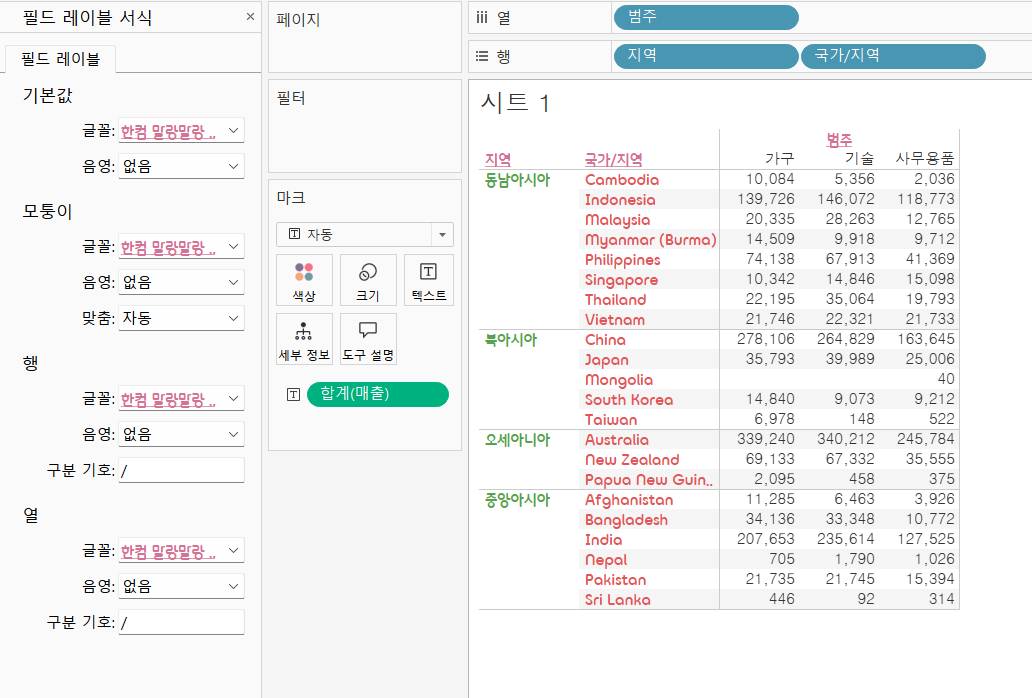 필드 레이블 서식 ×
필드 레이블
기본값
글꼴: 한컴 말랑말랑 ..
음영: 없음
모퉁이
글꼴: 한컴 말랑말랑 ..
음영: 없음
맞춤: 자동
행
글꼴: 한컴 말랑말랑 ..
음영: 없음
구분 기호: /
열
글꼴: 한컴 말랑말랑 ..
음영: 없음
구분 기호: /
페이지
필터
마크
자동
색상 크기 텍스트
세부 정보 도구 설명
합계(매출)
열 범주
행 지역 국가/지역
시트 1
범주
지역 국가/지역 가구 기술 사무용품
동남아시아 Cambodia 10,084 5,356 2,036
Indonesia 139,726 146,072 118,773
Malaysia 20,335 28,263 12,765
Myanmar (Burma) 14,509 9,918 9,712
Philippines 74,138 67,913 41,369
Singapore 10,342 14,846 15,098
Thailand 22,195 35,064 19,793
Vietnam 21,746 22,321 21,733
북아시아 China 278,106 264,829 163,645
Japan 35,793 39,989 25,006
Mongolia 40
South Korea 14,840 9,073 9,212
Taiwan 6,978 148 522
오세아니아 Australia 339,240 340,212 245,784
New Zealand 69,133 67,332 35,555
Papua New Guin.. 2,095 458 375
중앙아시아 Afghanistan 11,285 6,463 3,926
Bangladesh 34,136 33,348 10,772
India 207,653 235,614 127,525
Nepal 705 1,790 1,026
Pakistan 21,735 21,745 15,394
Sri Lanka 446 92 314